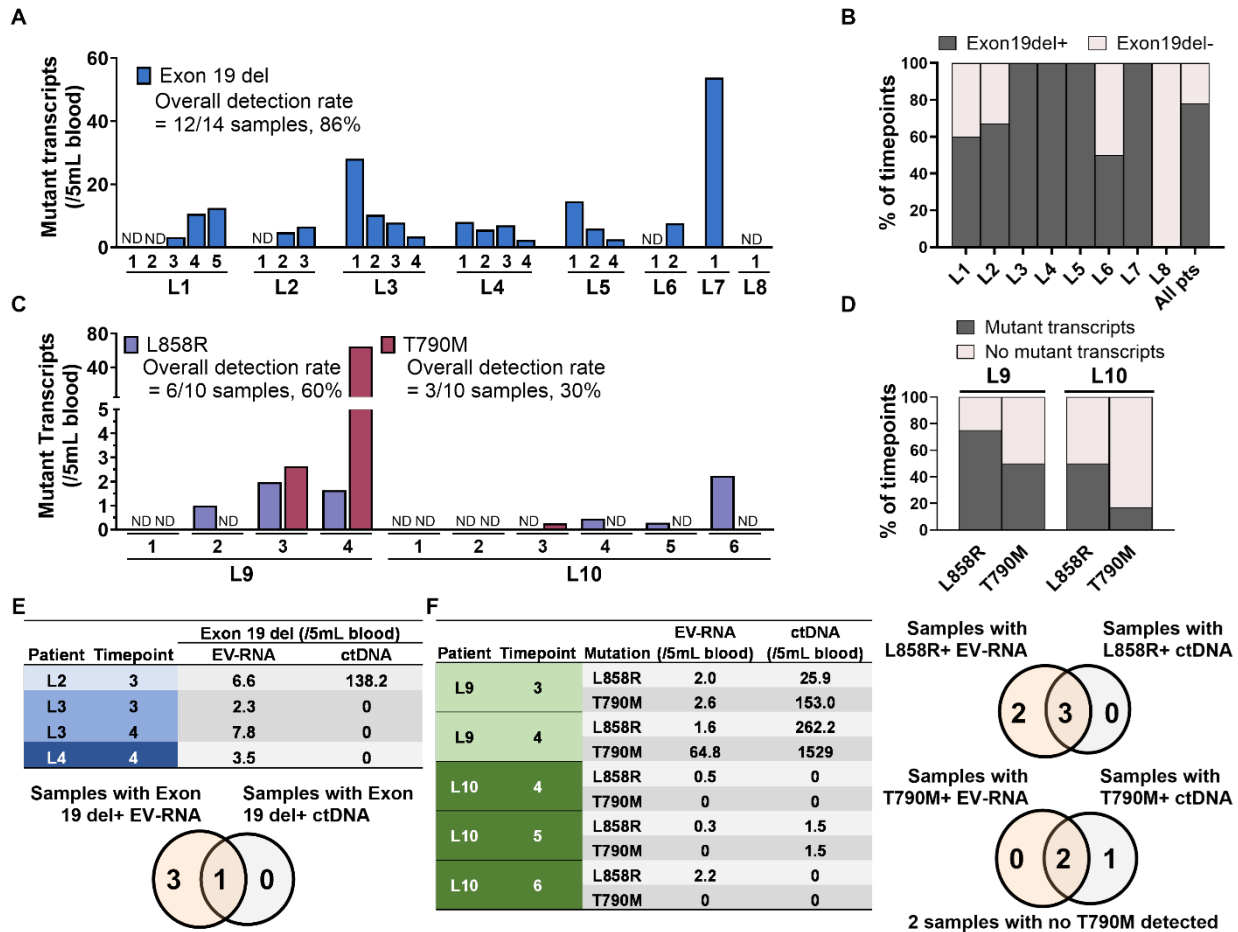 A
Mutant transcripts
(/5mL blood)
60
40
20
0
Exon 19 del
Overall detection rate
= 12/14 samples, 86%
ND ND ND ND ND
1 2 3 4 5 1 2 3 1 2 3 4 1 2 3 4 1 2 4 1 2 1 1
L1 L2 L3 L4 L5 L6 L7 L8
B
Exon19del+ Exon19del-
% of timepoints
100
80
60
40
20
0
L1 L2 L3 L4 L5 L6 L7 L8 All pts
C
Mutant Transcripts
(/5mL blood)
80
60
40
5
4
3
2
1
0
L858R
Overall detection rate
= 6/10 samples, 60%
T790M
Overall detection rate
= 3/10 samples, 30%
ND ND ND ND ND ND ND ND ND ND ND
1 2 3 4 1 2 3 4 5 6
L9 L10
D
Mutant transcripts
No mutant transcripts
L9 L10
% of timepoints
100
80
60
40
20
0
L858R T790M L858R T790M
E
Exon 19 del (/5mL blood)
Patient Timepoint EV-RNA ctDNA
L2 3 6.6 138.2
L3 3 2.3 0
L3 4 7.8 0
L4 4 3.5 0
Samples with Exon
19 del+ EV-RNA
Samples with Exon
19 del+ ctDNA
3 1 0
F
Patient Timepoint Mutation EV-RNA (/5mL blood) ctDNA (/5mL blood)
L9 3 L858R 2.0 25.9
T790M 2.6 153.0
L9 4 L858R 1.6 262.2
T790M 64.8 1529
L10 4 L858R 0.5 0
T790M 0 0
L10 5 L858R 0.3 1.5
T790M 0 1.5
L10 6 L858R 2.2 0
T790M 0 0
Samples with
L858R+ EV-RNA
Samples with
L858R+ ctDNA
2 3 0
Samples with
T790M+ EV-RNA
Samples with
T790M+ ctDNA
0 2 1
2 samples with no T790M detected